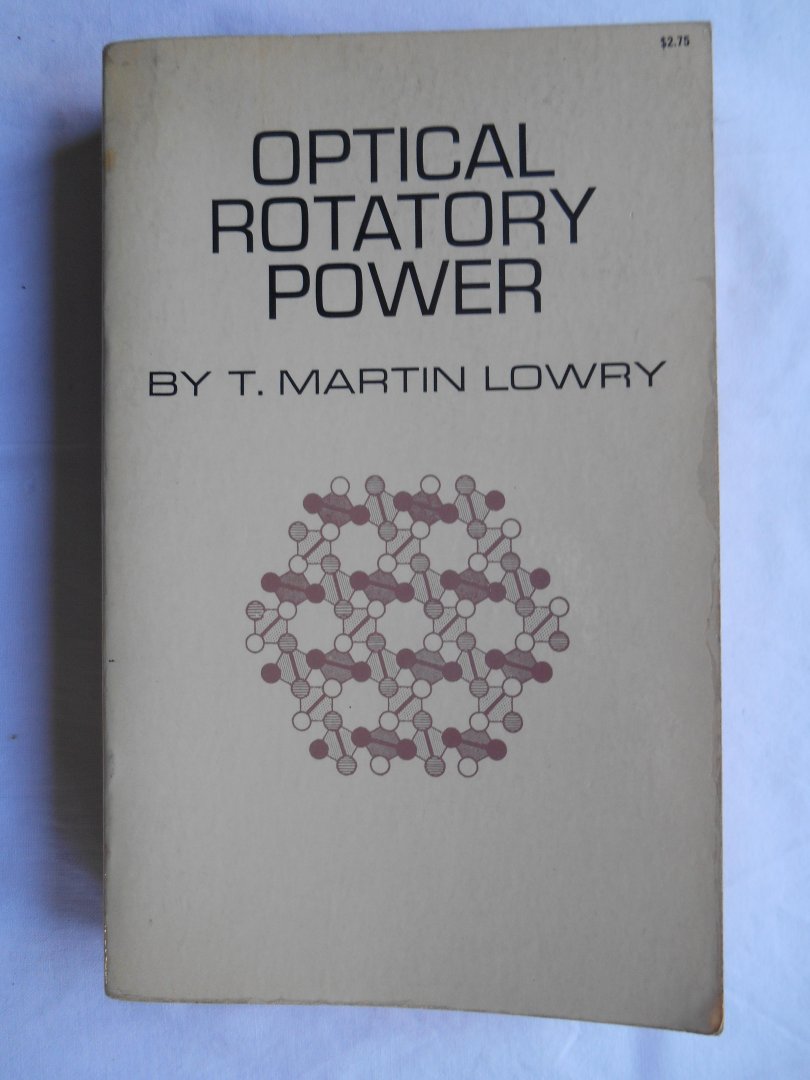 $2.75
OPTICAL
ROTATORY
POWER
BY T. MARTIN LOWRY